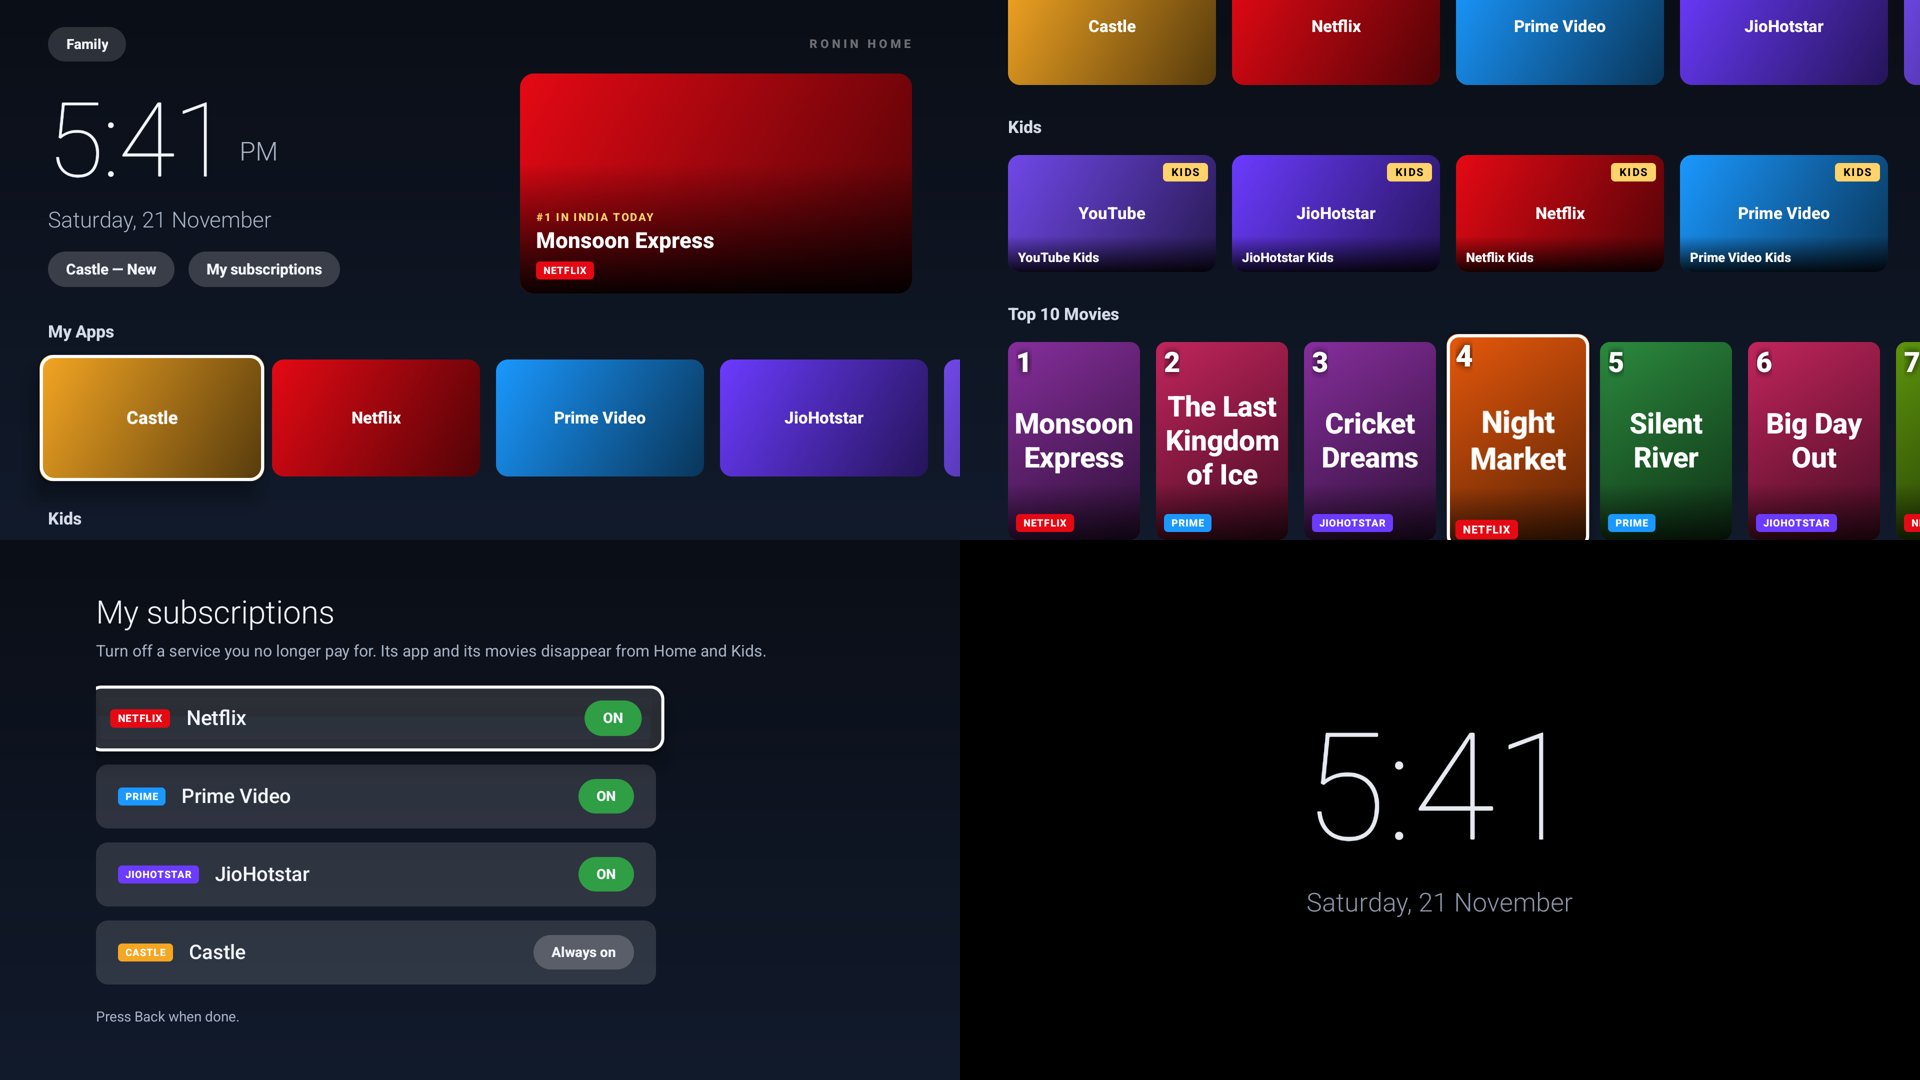 Family
RONIN HOME
5:41 PM
Saturday, 21 November
Castle — New
My subscriptions
#1 IN INDIA TODAY
Monsoon Express
NETFLIX
My Apps
Castle
Netflix
Prime Video
JioHotstar
Kids
Castle
Netflix
Prime Video
JioHotstar
Kids
KIDS
YouTube
YouTube Kids
KIDS
JioHotstar
JioHotstar Kids
KIDS
Netflix
Netflix Kids
KIDS
Prime Video
Prime Video Kids
Top 10 Movies
1
Monsoon
Express
NETFLIX
2
The Last
Kingdom
of Ice
PRIME
3
Cricket
Dreams
JIOHOTSTAR
4
Night
Market
NETFLIX
5
Silent
River
PRIME
6
Big Day
Out
JIOHOTSTAR
7
My subscriptions
Turn off a service you no longer pay for. Its app and its movies disappear from Home and Kids.
NETFLIX Netflix ON
PRIME Prime Video ON
JIOHOTSTAR JioHotstar ON
CASTLE Castle Always on
Press Back when done.
5:41
Saturday, 21 November